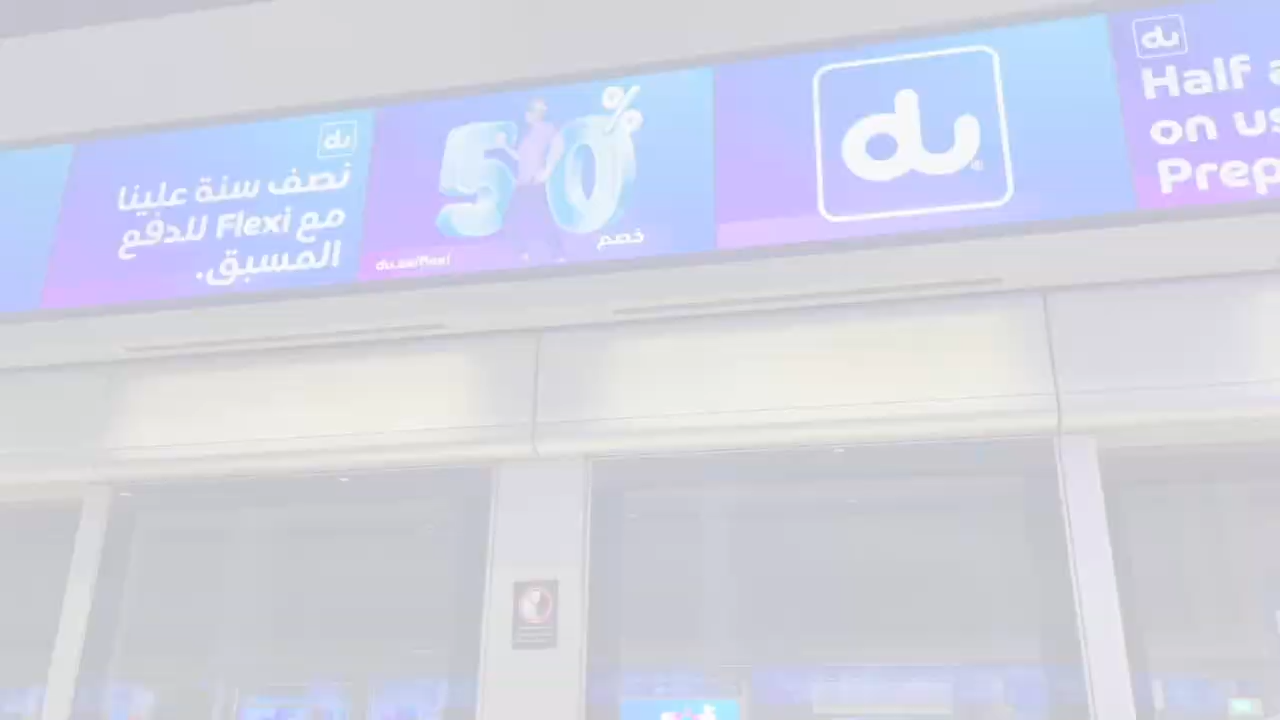 du
نصف سنة علينا
مع Flexi للدفع
المسبق.
50%
خصم
du.ae/flexi
du
du
Half
on us
Prep